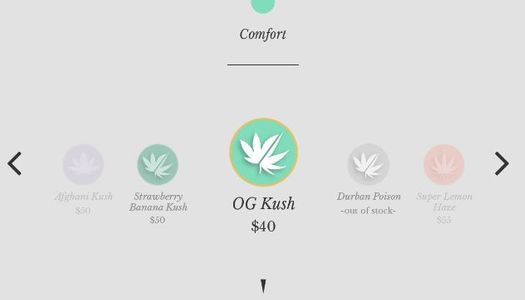 Comfort
Afghani Kush
$50
Strawberry
Banana Kush
$50
OG Kush
$40
Durban Poison
-out of stock-
Super Lemon
Haze
$55